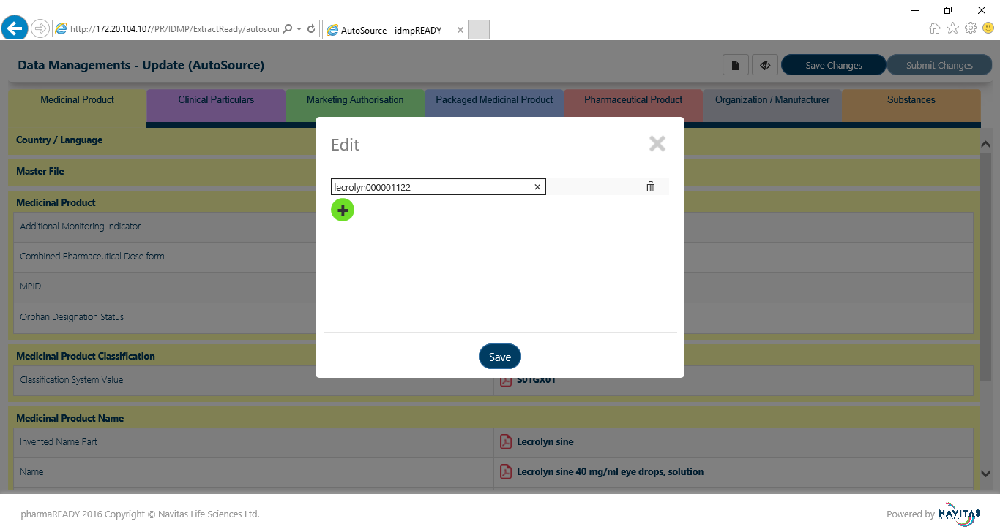 http://172.20.104.107/PR/IDMP/ExtractReady/autosour
AutoSource - idmpREADY
Data Managements - Update (AutoSource)
Save Changes
Submit Changes
Medicinal Product
Clinical Particulars
Marketing Authorisation
Packaged Medicinal Product
Pharmaceutical Product
Organization / Manufacturer
Substances
Country / Language
Master File
Medicinal Product
Additional Monitoring Indicator
Combined Pharmaceutical Dose form
MPID
Orphan Designation Status
Edit
lecrolyn000001122
Save
Medicinal Product Classification
Classification System Value
S01GX01
Medicinal Product Name
Invented Name Part
Lecrolyn sine
Name
Lecrolyn sine 40 mg/ml eye drops, solution
pharmaREADY 2016 Copyright © Navitas Life Sciences Ltd.
Powered by NAVITAS